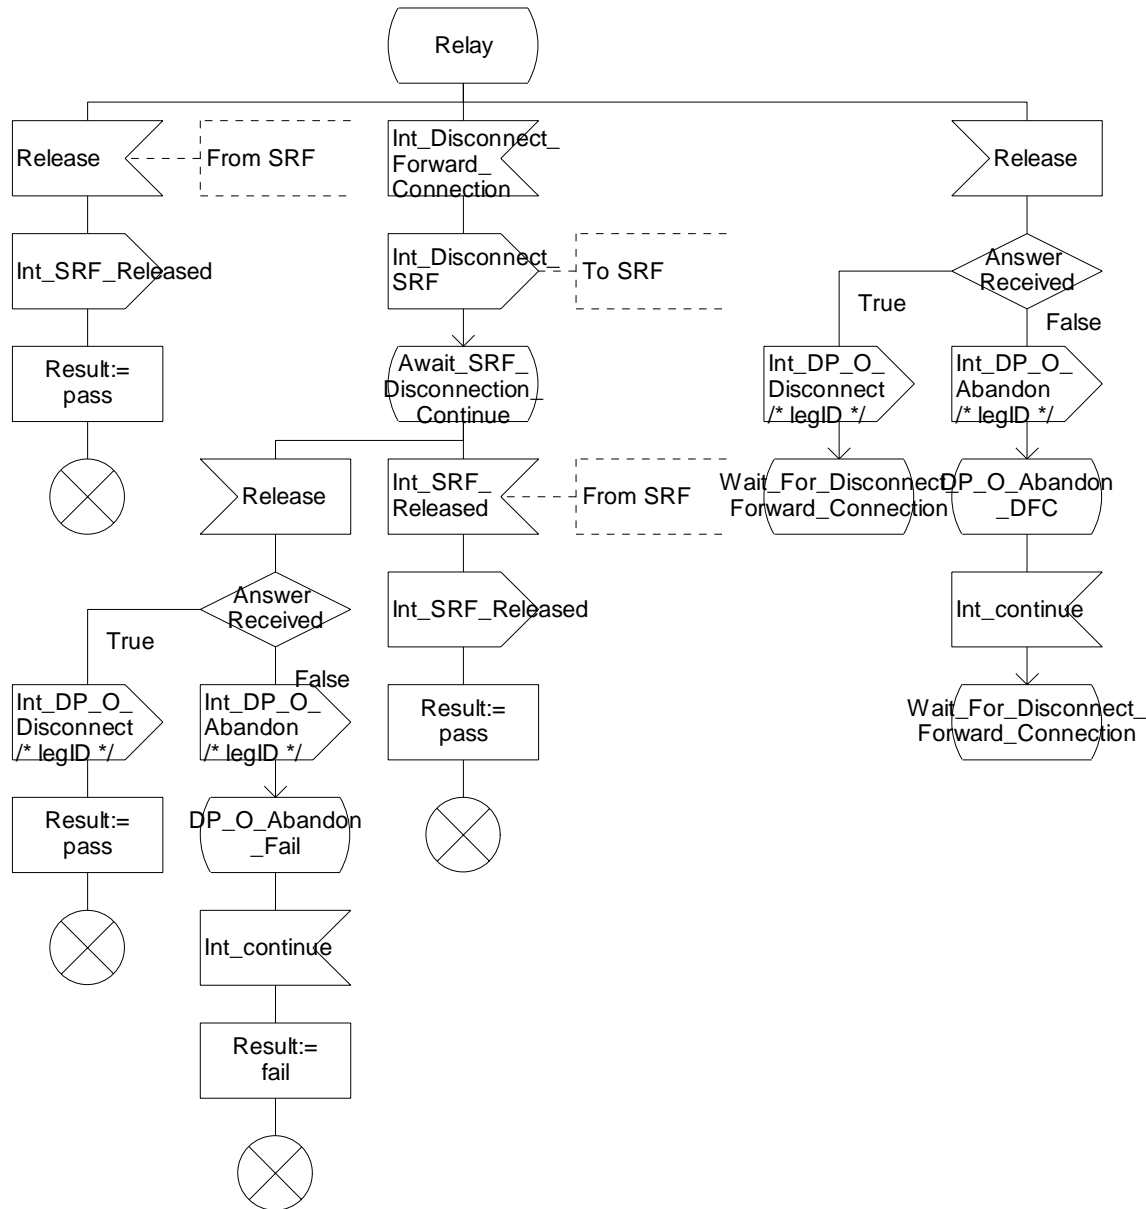 Relay
Release
From SRF
Int_Disconnect_
Forward_
Connection
Release
Int_SRF_Released
Int_Disconnect_
SRF
To SRF
Answer
Received
True
False
Result:=
pass
Await_SRF_
Disconnection_
Continue
Int_DP_O_
Disconnect
/* legID */
Int_DP_O_
Abandon
/* legID */
Release
Int_SRF_
Released
From SRF
Wait_For_Disconnect_
Forward_Connection
DP_O_Abandon
_DFC
Answer
Received
True
False
Int_SRF_Released
Int_continue
Int_DP_O_
Disconnect
/* legID */
Int_DP_O_
Abandon
/* legID */
Result:=
pass
Wait_For_Disconnect_
Forward_Connection
Result:=
pass
DP_O_Abandon
_Fail
Int_continue
Result:=
fail